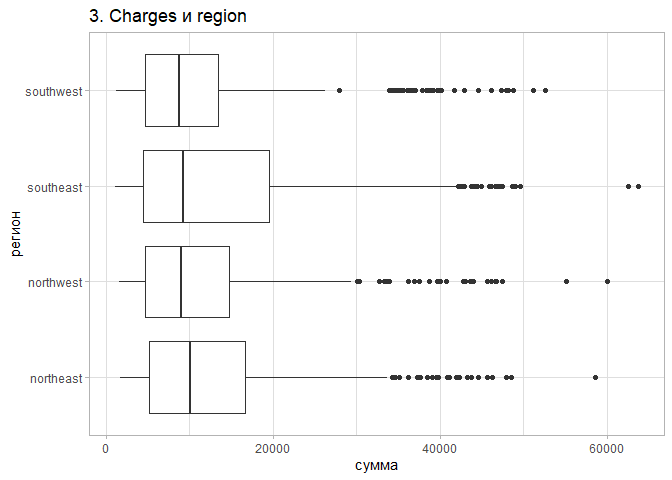 3. Charges и region
southwest
southeast
northwest
northeast
регион
0 20000 40000 60000
сумма